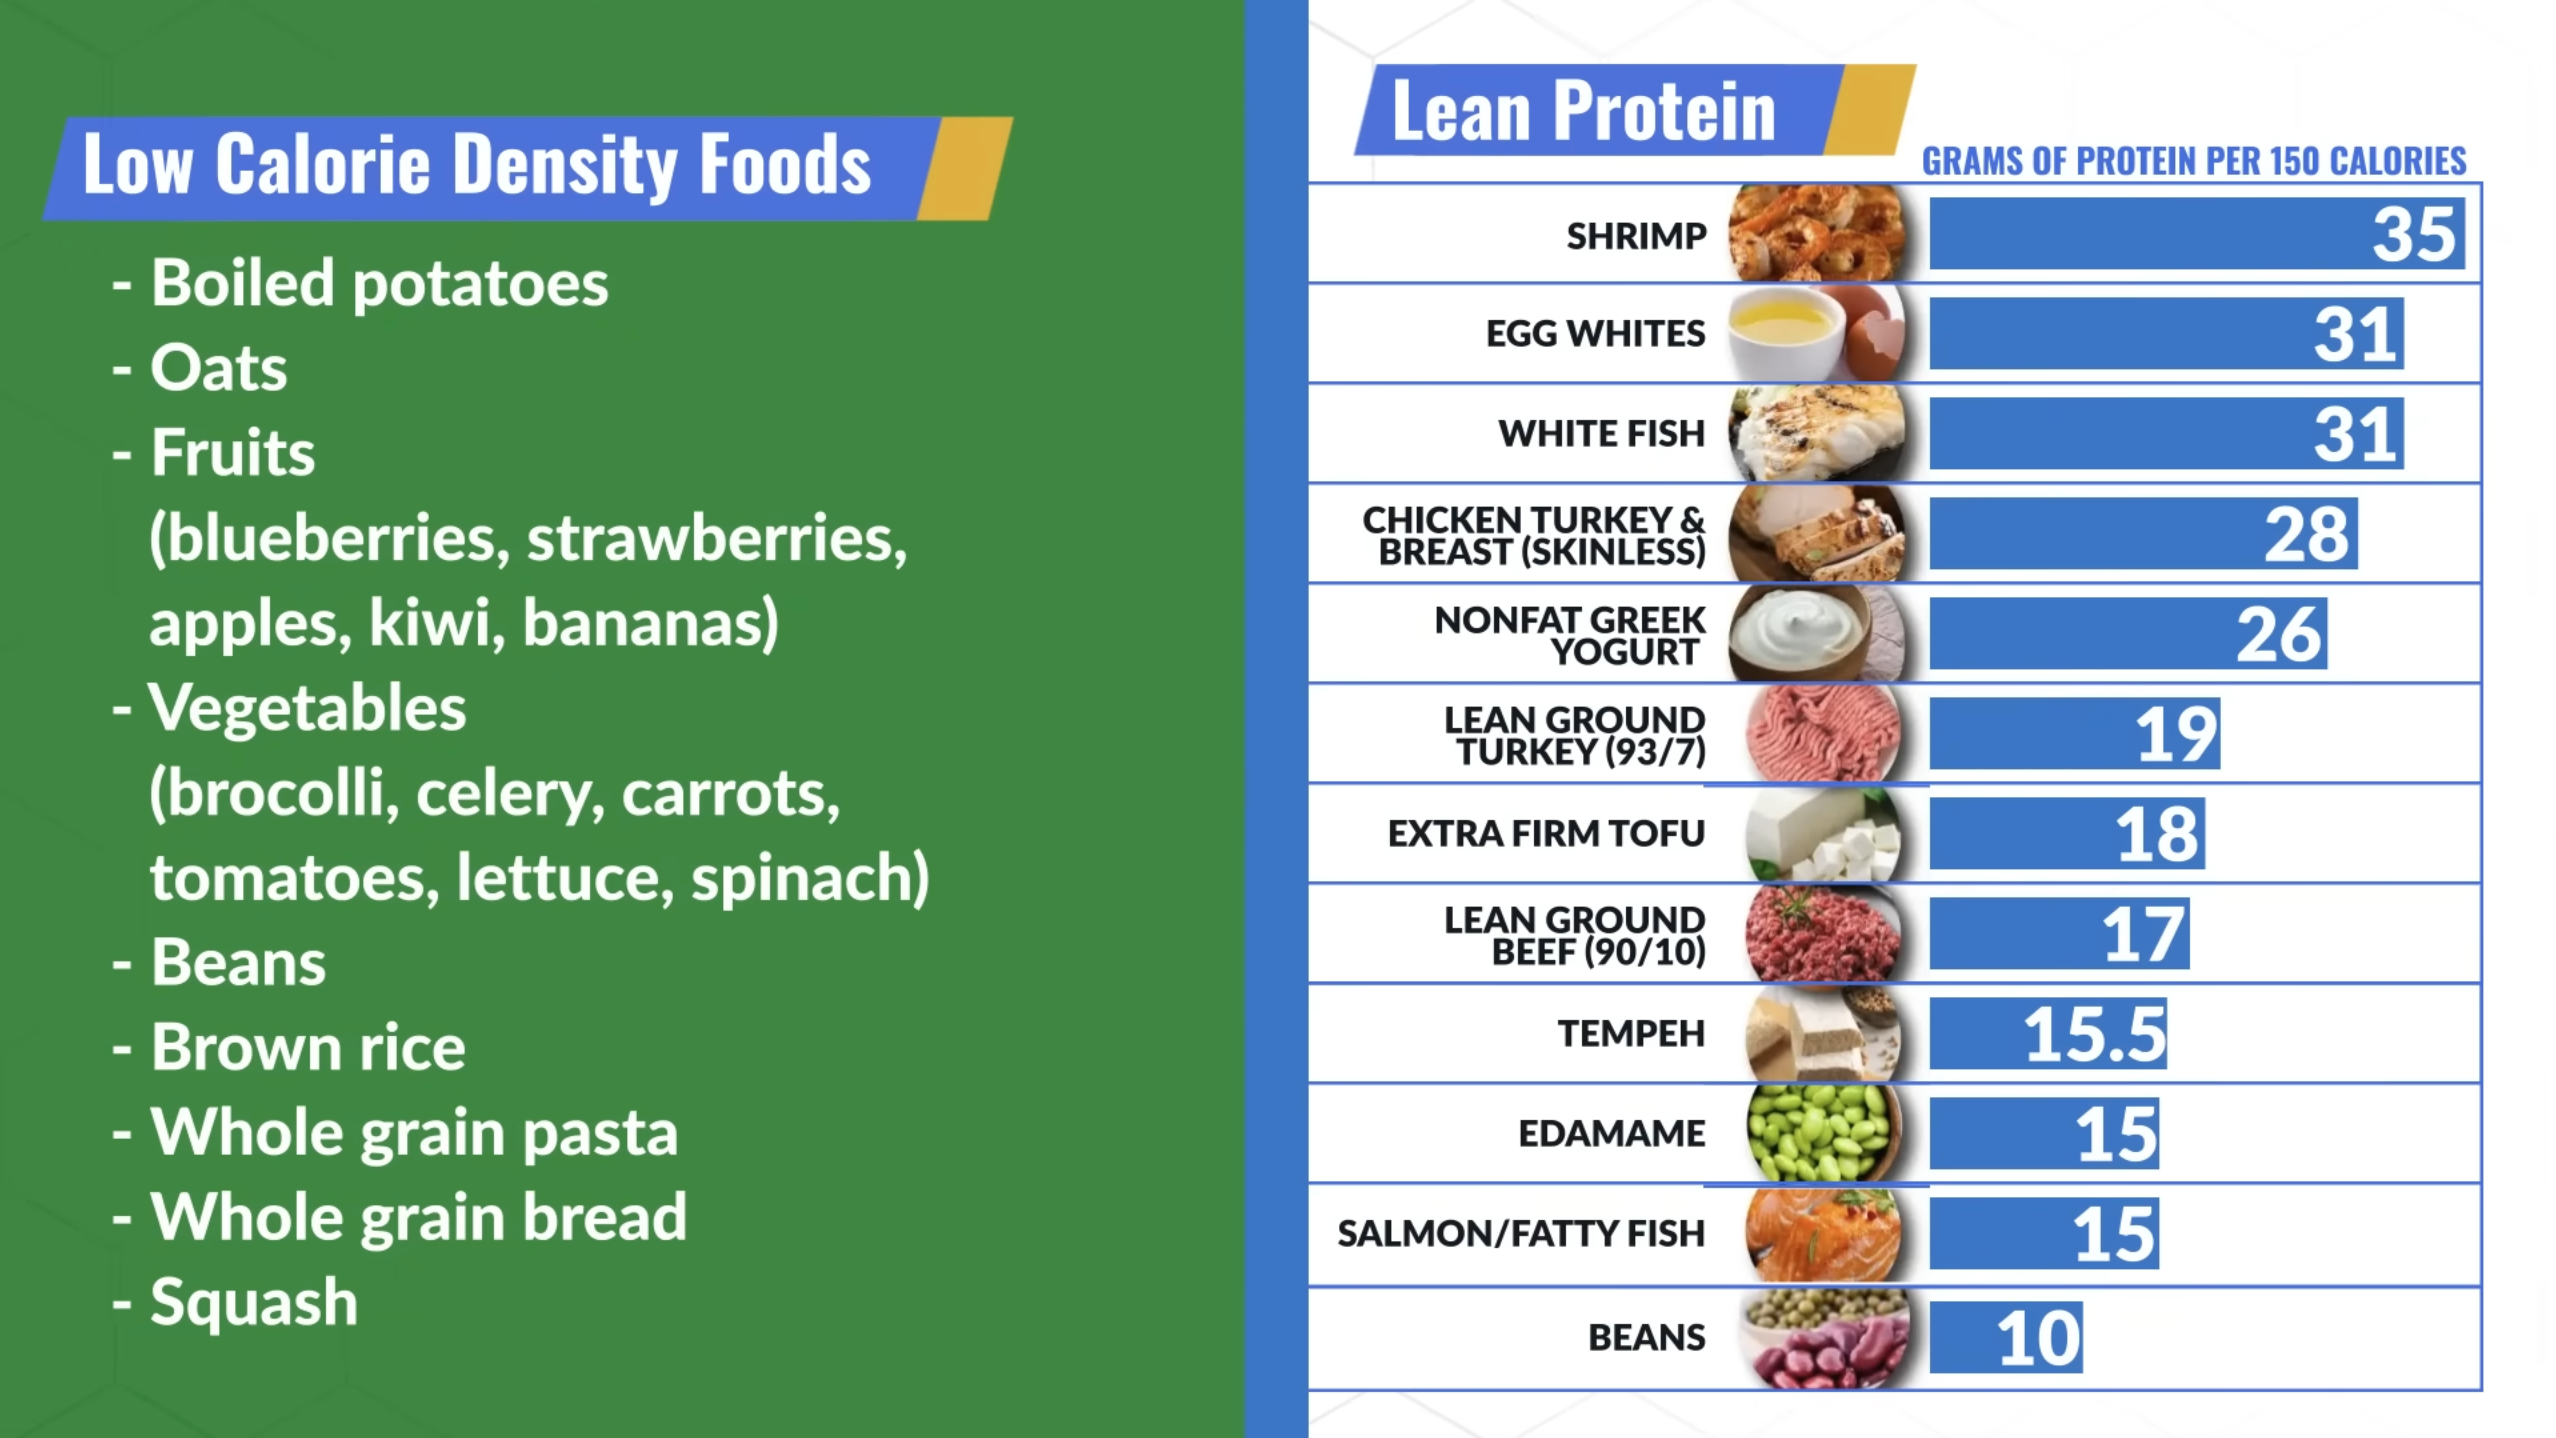 Low Calorie Density Foods
- Boiled potatoes
- Oats
- Fruits
(blueberries, strawberries,
apples, kiwi, bananas)
- Vegetables
(brocolli, celery, carrots,
tomatoes, lettuce, spinach)
- Beans
- Brown rice
- Whole grain pasta
- Whole grain bread
- Squash
Lean Protein
GRAMS OF PROTEIN PER 150 CALORIES
SHRIMP 35
EGG WHITES 31
WHITE FISH 31
CHICKEN TURKEY &
BREAST (SKINLESS) 28
NONFAT GREEK
YOGURT 26
LEAN GROUND
TURKEY (93/7) 19
EXTRA FIRM TOFU 18
LEAN GROUND
BEEF (90/10) 17
TEMPEH 15.5
EDAMAME 15
SALMON/FATTY FISH 15
BEANS 10